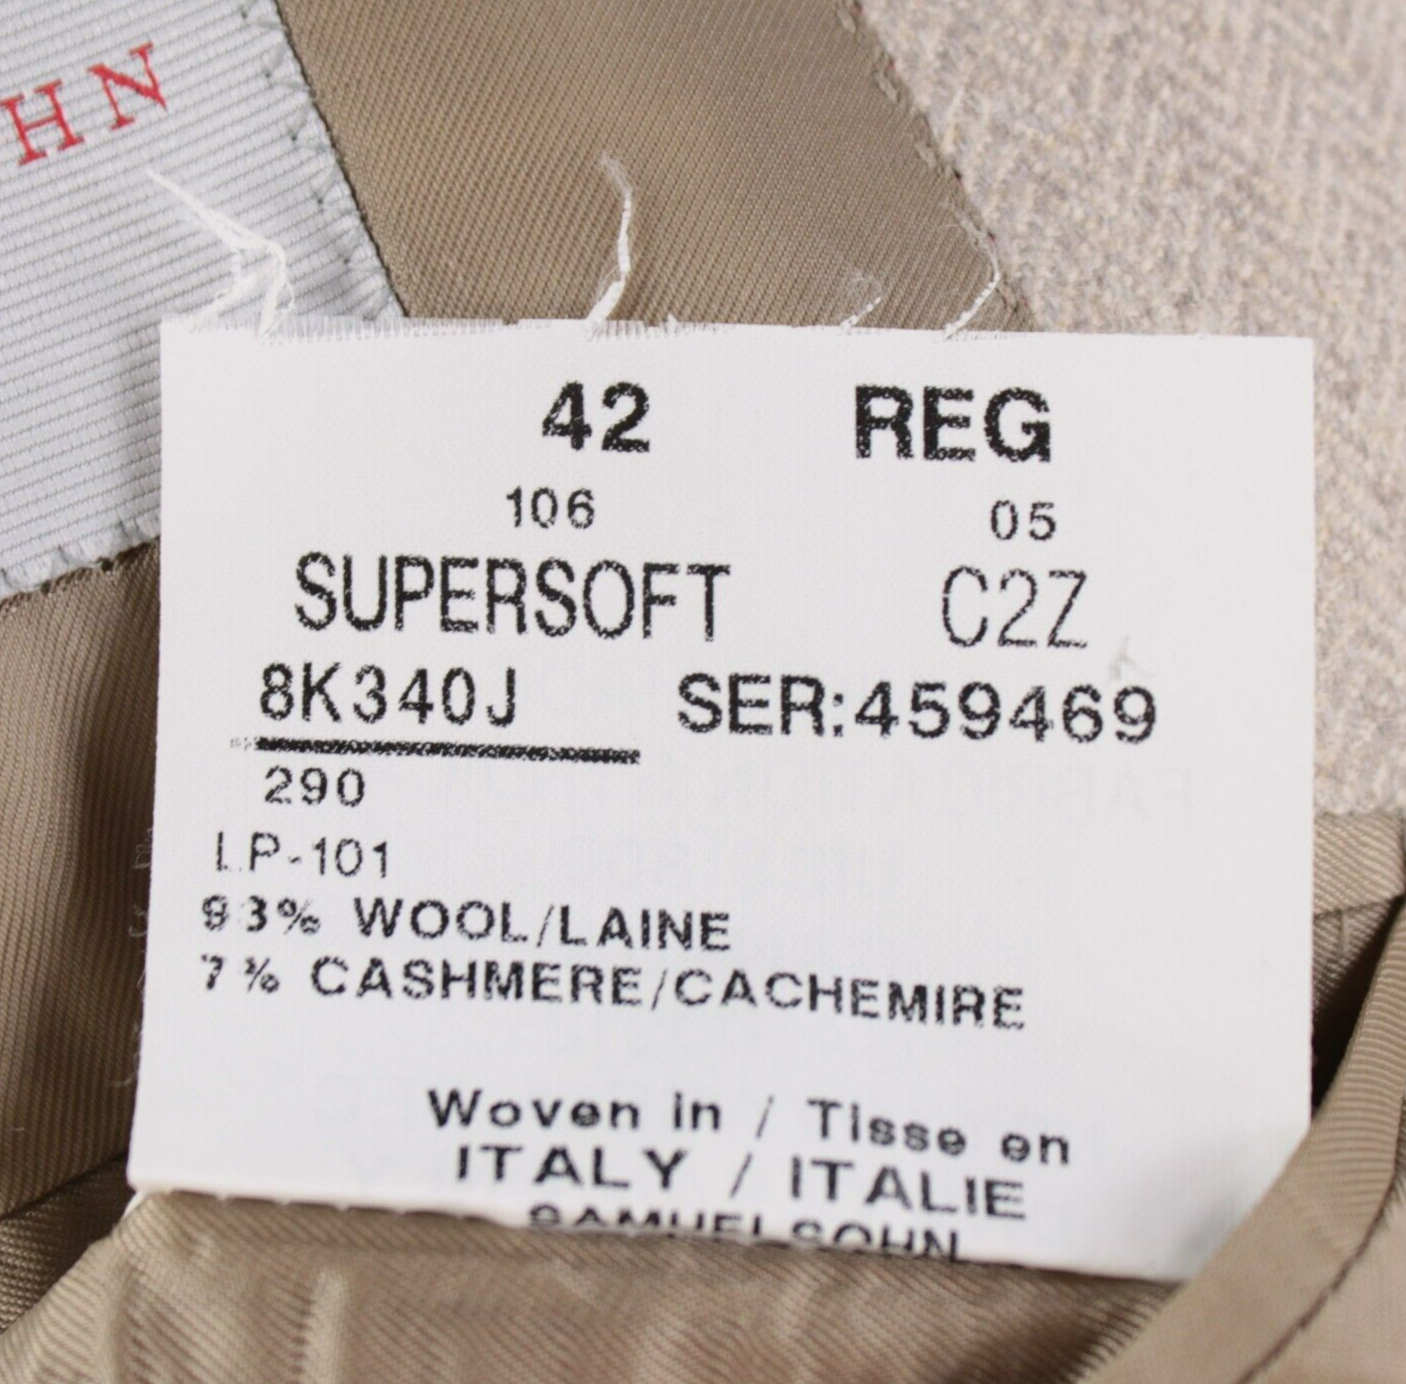 HN
42 REG
106 05
SUPERSOFT C2Z
8K340J SER:459469
290
LP-101
93% WOOL/LAINE
7% CASHMERE/CACHEMIRE
Woven in / Tisse en
ITALY / ITALIE
SAMUELSOHN